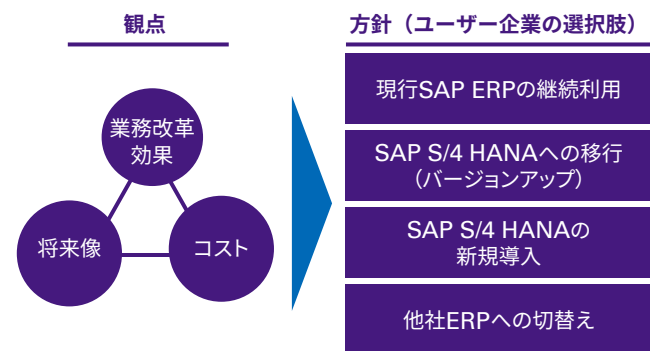 観点
業務改革
効果
将来像
コスト
方針（ユーザー企業の選択肢）
現行SAP ERPの継続利用
SAP S/4 HANAへの移行
（バージョンアップ）
SAP S/4 HANAの
新規導入
他社ERPへの切替え